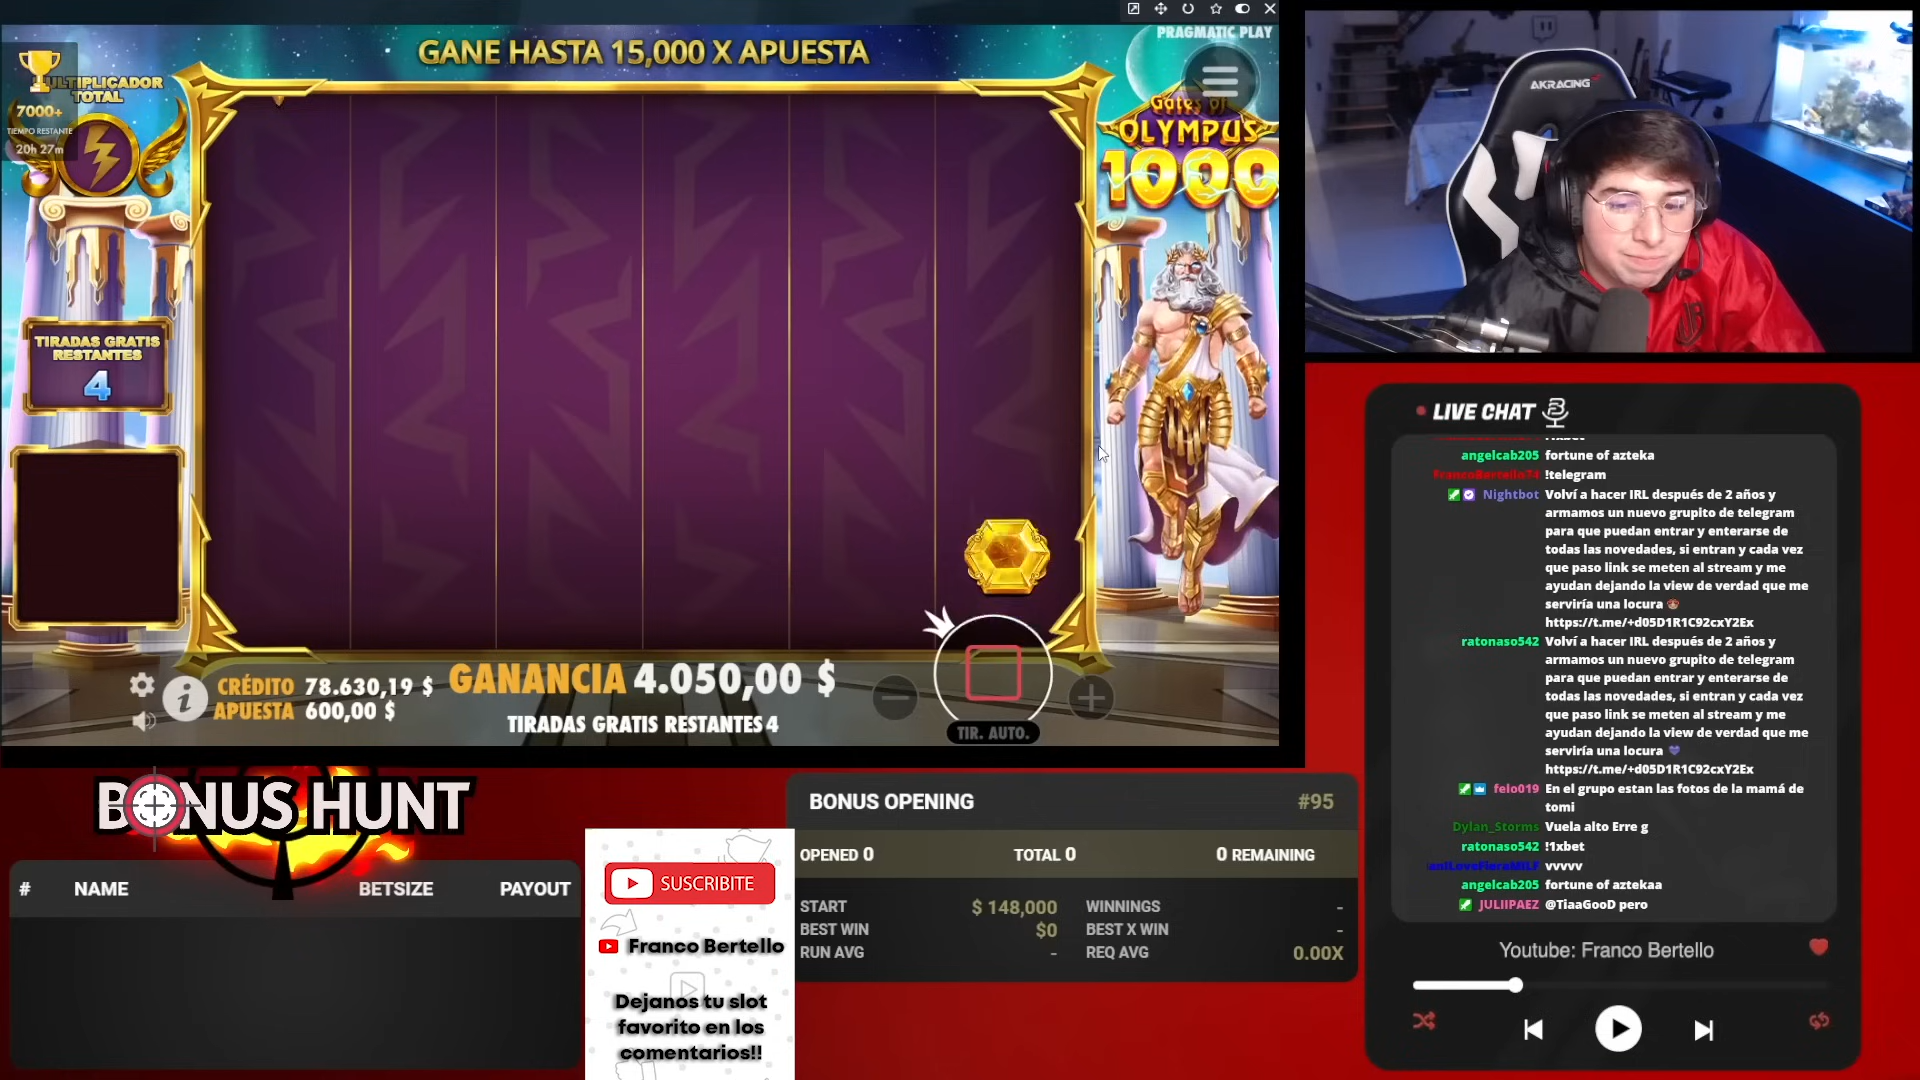 GANE HASTA 15,000 X APUESTA
PRAGMATIC PLAY
MULTIPLICADOR
TOTAL
7000+
TIEMPO RESTANTE
20h 27m
Gates of
OLYMPUS
1000
TIRADAS GRATIS
RESTANTES
4
CRÉDITO 78.630,19 $
APUESTA 600,00 $
GANANCIA 4.050,00 $
TIRADAS GRATIS RESTANTES 4
TIR. AUTO.
AKRACING
LIVE CHAT
angelcab205 fortune of azteka
FrancoBertello74 !telegram
Nightbot Volví a hacer IRL después de 2 años y
armamos un nuevo grupito de telegram
para que puedan entrar y enterarse de
todas las novedades, si entran y cada vez
que paso link se meten al stream y me
ayudan dejando la view de verdad que me
serviría una locura
https://t.me/+d05D1R1C92cxY2Ex
ratonaso542 Volví a hacer IRL después de 2 años y
armamos un nuevo grupito de telegram
para que puedan entrar y enterarse de
todas las novedades, si entran y cada vez
que paso link se meten al stream y me
ayudan dejando la view de verdad que me
serviría una locura 💜
https://t.me/+d05D1R1C92cxY2Ex
felo019 En el grupo estan las fotos de la mamá de
tomi
Dylan_Storms Vuela alto Erre g
ratonaso542 !1xbet
anILoveFieraMILF vvvvv
angelcab205 fortune of aztekaa
JULIIPAEZ @TiaaGooD pero
Youtube: Franco Bertello
BONUS HUNT
# NAME BETSIZE PAYOUT
SUSCRIBITE
Franco Bertello
Dejanos tu slot
favorito en los
comentarios!!
BONUS OPENING #95
OPENED 0 TOTAL 0 0 REMAINING
START $ 148,000 WINNINGS -
BEST WIN $0 BEST X WIN -
RUN AVG - REQ AVG 0.00X